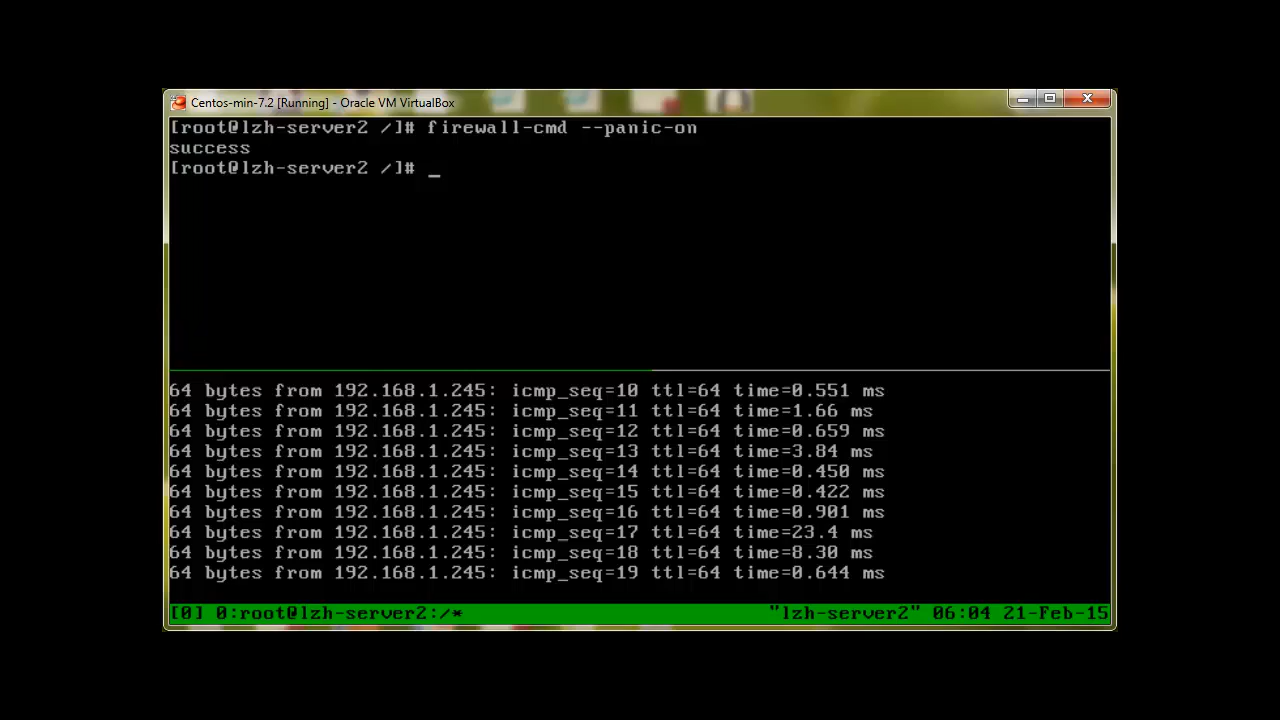 Centos-min-7.2 [Running] - Oracle VM VirtualBox
[root@lzh-server2 /]# firewall-cmd --panic-on
success
[root@lzh-server2 /]# _
64 bytes from 192.168.1.245: icmp_seq=10 ttl=64 time=0.551 ms
64 bytes from 192.168.1.245: icmp_seq=11 ttl=64 time=1.66 ms
64 bytes from 192.168.1.245: icmp_seq=12 ttl=64 time=0.659 ms
64 bytes from 192.168.1.245: icmp_seq=13 ttl=64 time=3.84 ms
64 bytes from 192.168.1.245: icmp_seq=14 ttl=64 time=0.450 ms
64 bytes from 192.168.1.245: icmp_seq=15 ttl=64 time=0.422 ms
64 bytes from 192.168.1.245: icmp_seq=16 ttl=64 time=0.901 ms
64 bytes from 192.168.1.245: icmp_seq=17 ttl=64 time=23.4 ms
64 bytes from 192.168.1.245: icmp_seq=18 ttl=64 time=8.30 ms
64 bytes from 192.168.1.245: icmp_seq=19 ttl=64 time=0.644 ms
[0] 0:root@lzh-server2:/* "lzh-server2" 06:04 21-Feb-15